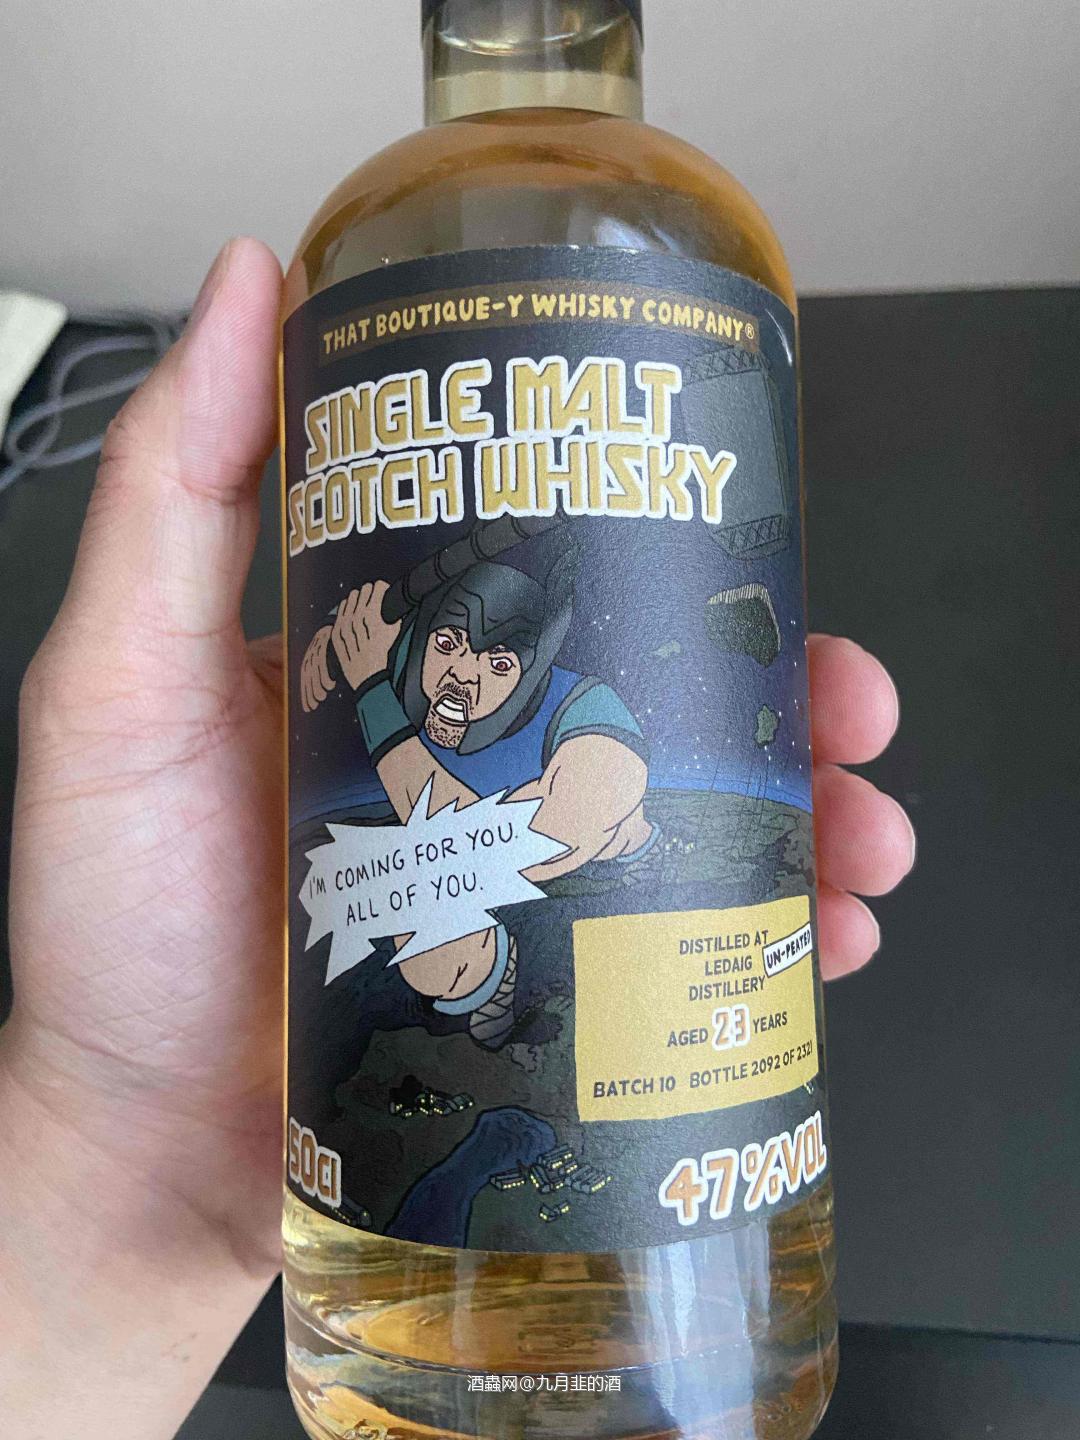 THAT BOUTIQUE-Y WHISKY COMPANY®
SINGLE MALT
SCOTCH WHISKY
I'M COMING FOR YOU.
ALL OF YOU.
DISTILLED AT
LEDAIG
UN-PEATED
DISTILLERY
AGED 23 YEARS
BATCH 10 BOTTLE 2092 OF 2321
50cl
47%VOL
酒蟲网@九月韭的酒